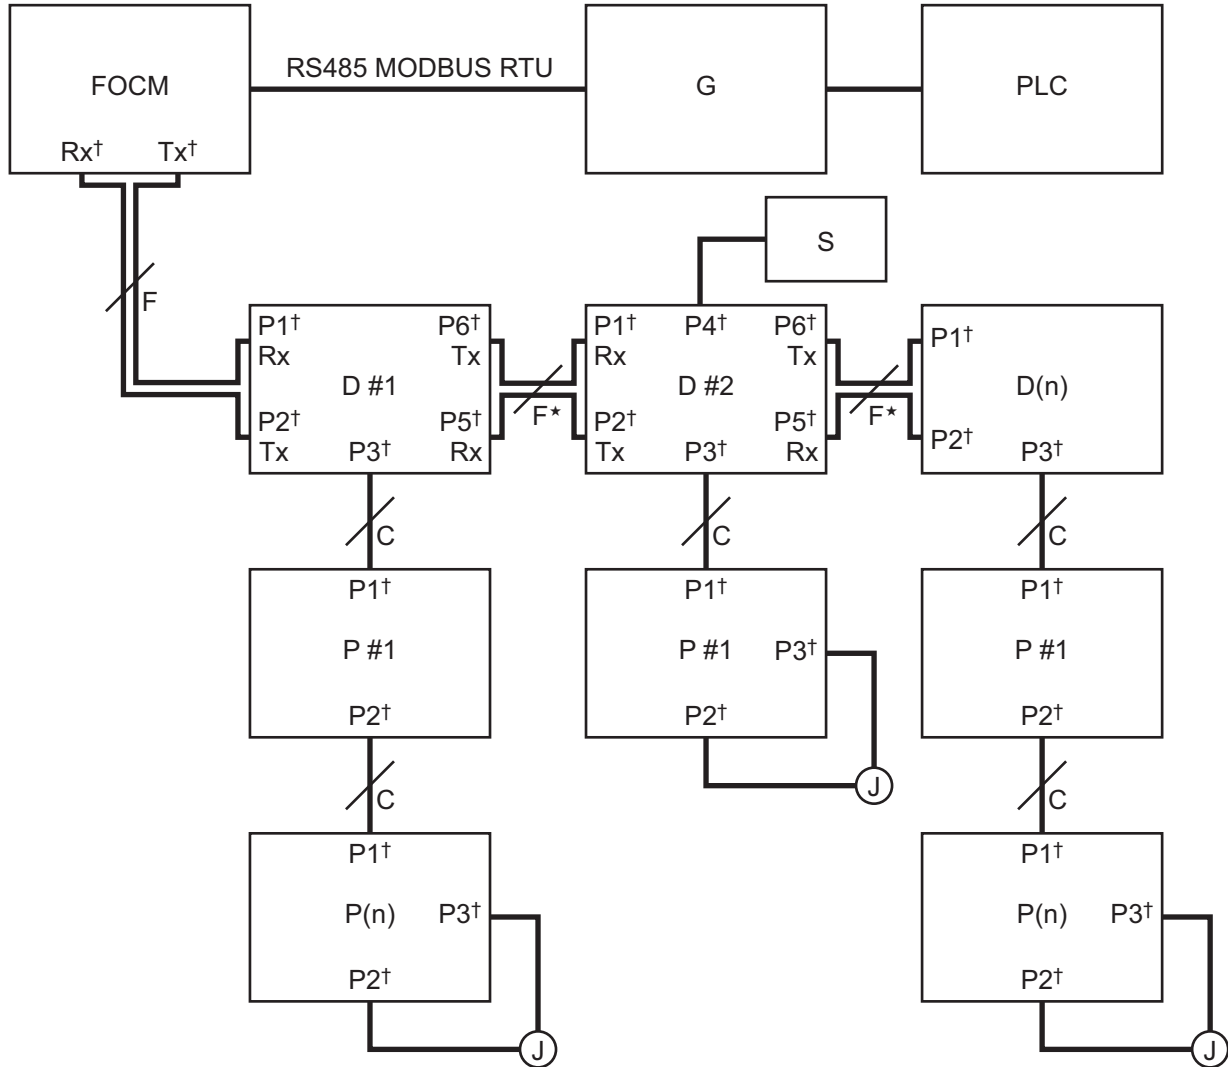 FOCM
RS485 MODBUS RTU
G
PLC
Rx† Tx†
S
F
P1† P6†
Rx Tx
D #1
P2† P5†
Tx P3† Rx
F★
P1† P4† P6†
Rx Tx
D #2
P2† P5†
Tx P3† Rx
F★
P1†
D(n)
P2†
P3†
C
C
C
P1†
P #1
P2†
P1†
P #1 P3†
P2†
J
P1†
P #1
P2†
C
C
P1†
P(n) P3†
P2†
J
P1†
P(n) P3†
P2†
J